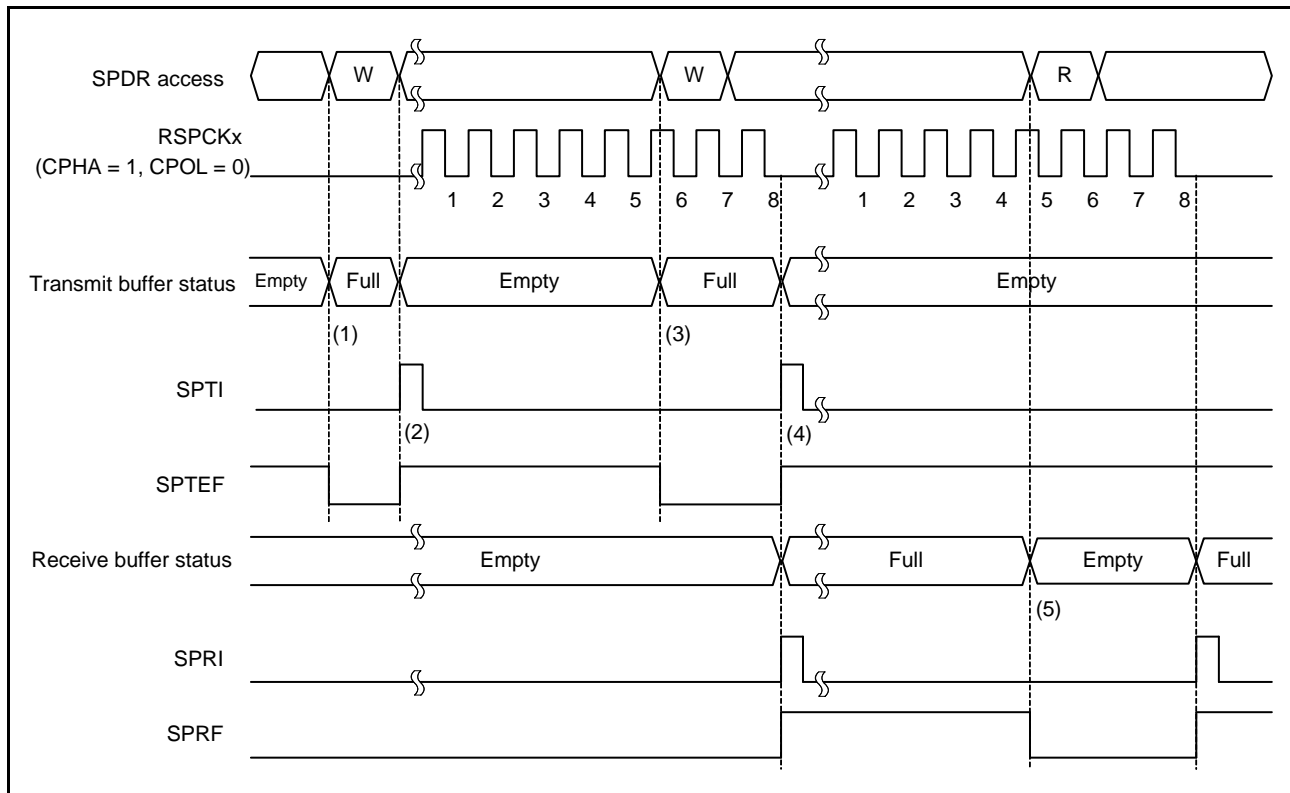 SPDR access W W R
RSPCKx
(CPHA = 1, CPOL = 0)
1 2 3 4 5 6 7 8 1 2 3 4 5 6 7 8
Transmit buffer status Empty Full Empty Full Empty
(1) (3)
SPTI
(2) (4)
SPTEF
Receive buffer status Empty Full Empty Full
(5)
SPRI
SPRF